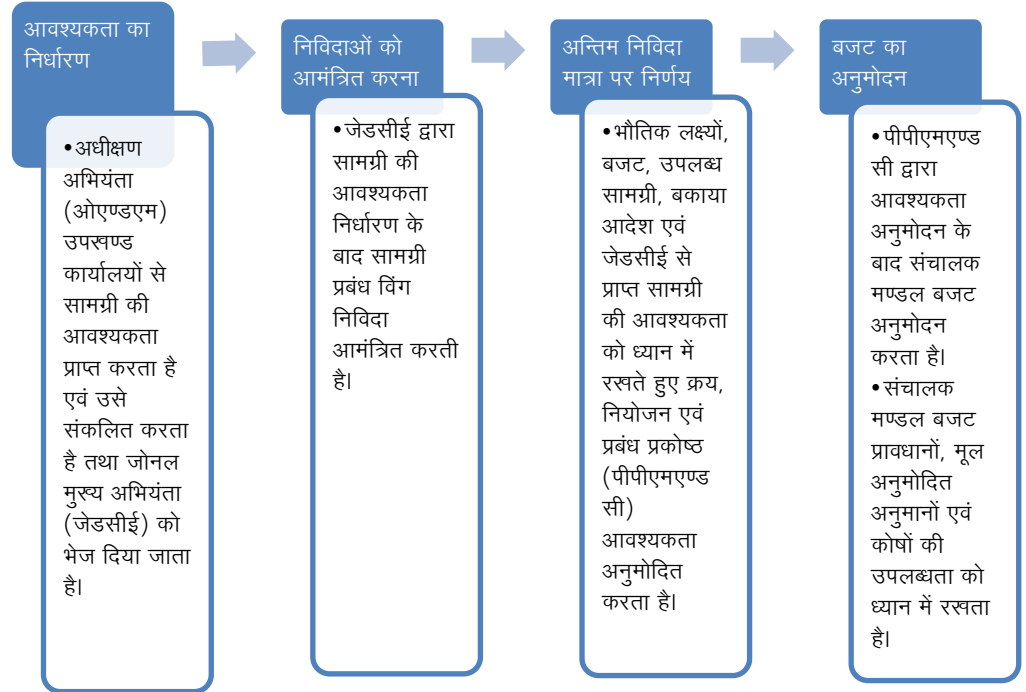 आवश्यकता का
निर्धारण
•अधीक्षण
अभियंता
(ओएण्डएम)
उपखण्ड
कार्यालयों से
सामग्री की
आवश्यकता
प्राप्त करता है
एवं उसे
संकलित करता
है तथा जोनल
मुख्य अभियंता
(जेडसीई) को
भेज दिया जाता
है।
निविदाओं को
आमंत्रित करना
•जेडसीई द्वारा
सामग्री की
आवश्यकता
निर्धारण के
बाद सामग्री
प्रबंध विंग
निविदा
आमंत्रित करती
है।
अन्तिम निविदा
मात्रा पर निर्णय
•भौतिक लक्ष्यों,
बजट, उपलब्ध
सामग्री, बकाया
आदेश एवं
जेडसीई से
प्राप्त सामग्री
की आवश्यकता
को ध्यान में
रखते हुए क्रय,
नियोजन एवं
प्रबंध प्रकोष्ठ
(पीपीएमएण्ड
सी)
आवश्यकता
अनुमोदित
करता है।
बजट का
अनुमोदन
•पीपीएमएण्ड
सी द्वारा
आवश्यकता
अनुमोदन के
बाद संचालक
मण्डल बजट
अनुमोदन
करता है।
•संचालक
मण्डल बजट
प्रावधानों, मूल
अनुमोदित
अनुमानों एवं
कोषों की
उपलब्धता को
ध्यान में रखता
है।